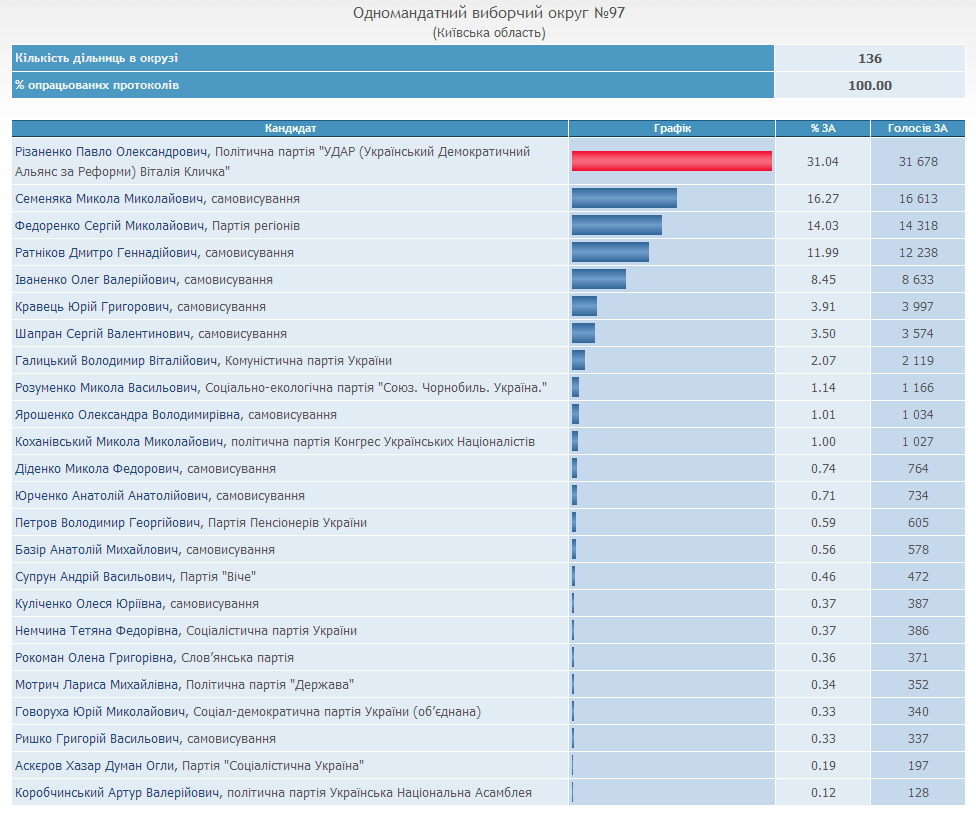 Одномандатний виборчий округ №97
(Київська область)
Кількість дільниць в окрузі 136
% опрацьованих протоколів 100.00
Кандидат Графік % ЗА Голосів ЗА
Різаненко Павло Олександрович, Політична партія "УДАР (Український Демократичний
Альянс за Реформи) Віталія Кличка" 31.04 31 678
Семеняка Микола Миколайович, самовисування 16.27 16 613
Федоренко Сергій Миколайович, Партія регіонів 14.03 14 318
Ратніков Дмитро Геннадійович, самовисування 11.99 12 238
Іваненко Олег Валерійович, самовисування 8.45 8 633
Кравець Юрій Григорович, самовисування 3.91 3 997
Шапран Сергій Валентинович, самовисування 3.50 3 574
Галицький Володимир Віталійович, Комуністична партія України 2.07 2 119
Розуменко Микола Васильович, Соціально-екологічна партія "Союз. Чорнобиль. Україна." 1.14 1 166
Ярошенко Олександра Володимирівна, самовисування 1.01 1 034
Коханівський Микола Миколайович, політична партія Конгрес Українських Націоналістів 1.00 1 027
Діденко Микола Федорович, самовисування 0.74 764
Юрченко Анатолій Анатолійович, самовисування 0.71 734
Петров Володимир Георгійович, Партія Пенсіонерів України 0.59 605
Базір Анатолій Михайлович, самовисування 0.56 578
Супрун Андрій Васильович, Партія "Віче" 0.46 472
Куліченко Олеся Юріївна, самовисування 0.37 387
Немчина Тетяна Федорівна, Соціалістична партія України 0.37 386
Рокоман Олена Григорівна, Слов’янська партія 0.36 371
Мотрич Лариса Михайлівна, Політична партія "Держава" 0.34 352
Говоруха Юрій Миколайович, Соціал-демократична партія України (об’єднана) 0.33 340
Ришко Григорій Васильович, самовисування 0.33 337
Аскєров Хазар Думан Огли, Партія "Соціалістична Україна" 0.19 197
Коробчинський Артур Валерійович, політична партія Українська Національна Асамблея 0.12 128